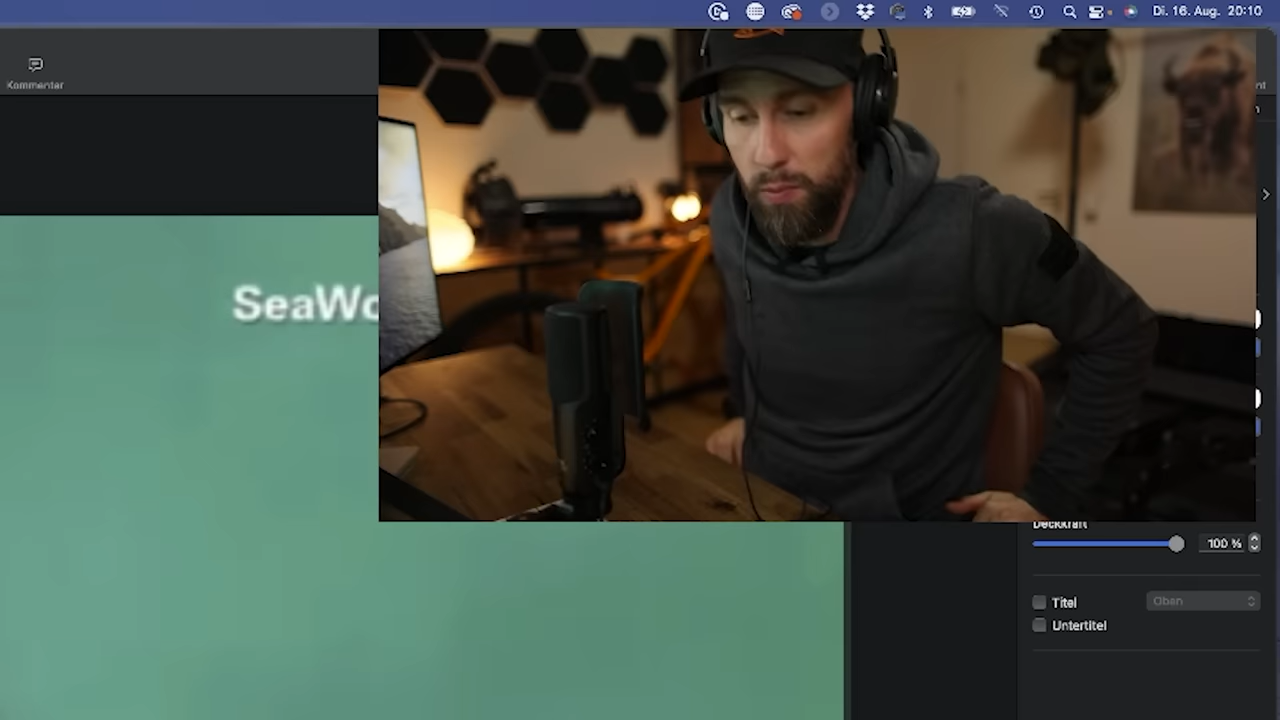 Di. 16. Aug. 20:10
Kommentar
SeaWo
Deckkraft
100 %
Titel
Oben
Untertitel